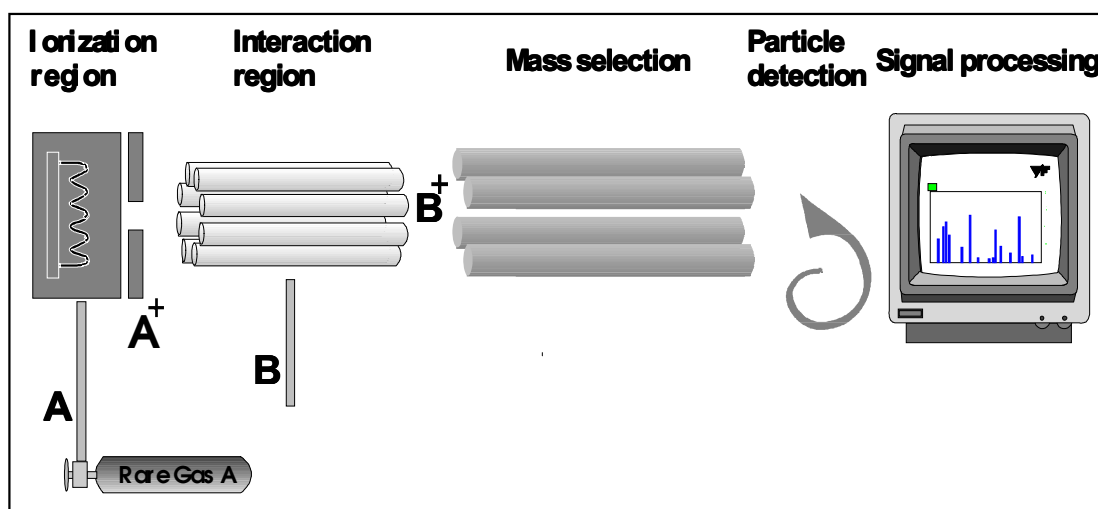 Ionization
region
Interaction
region
Mass selection
Particle
detection
Signal processing
B+
A+
B
A
Rare Gas A